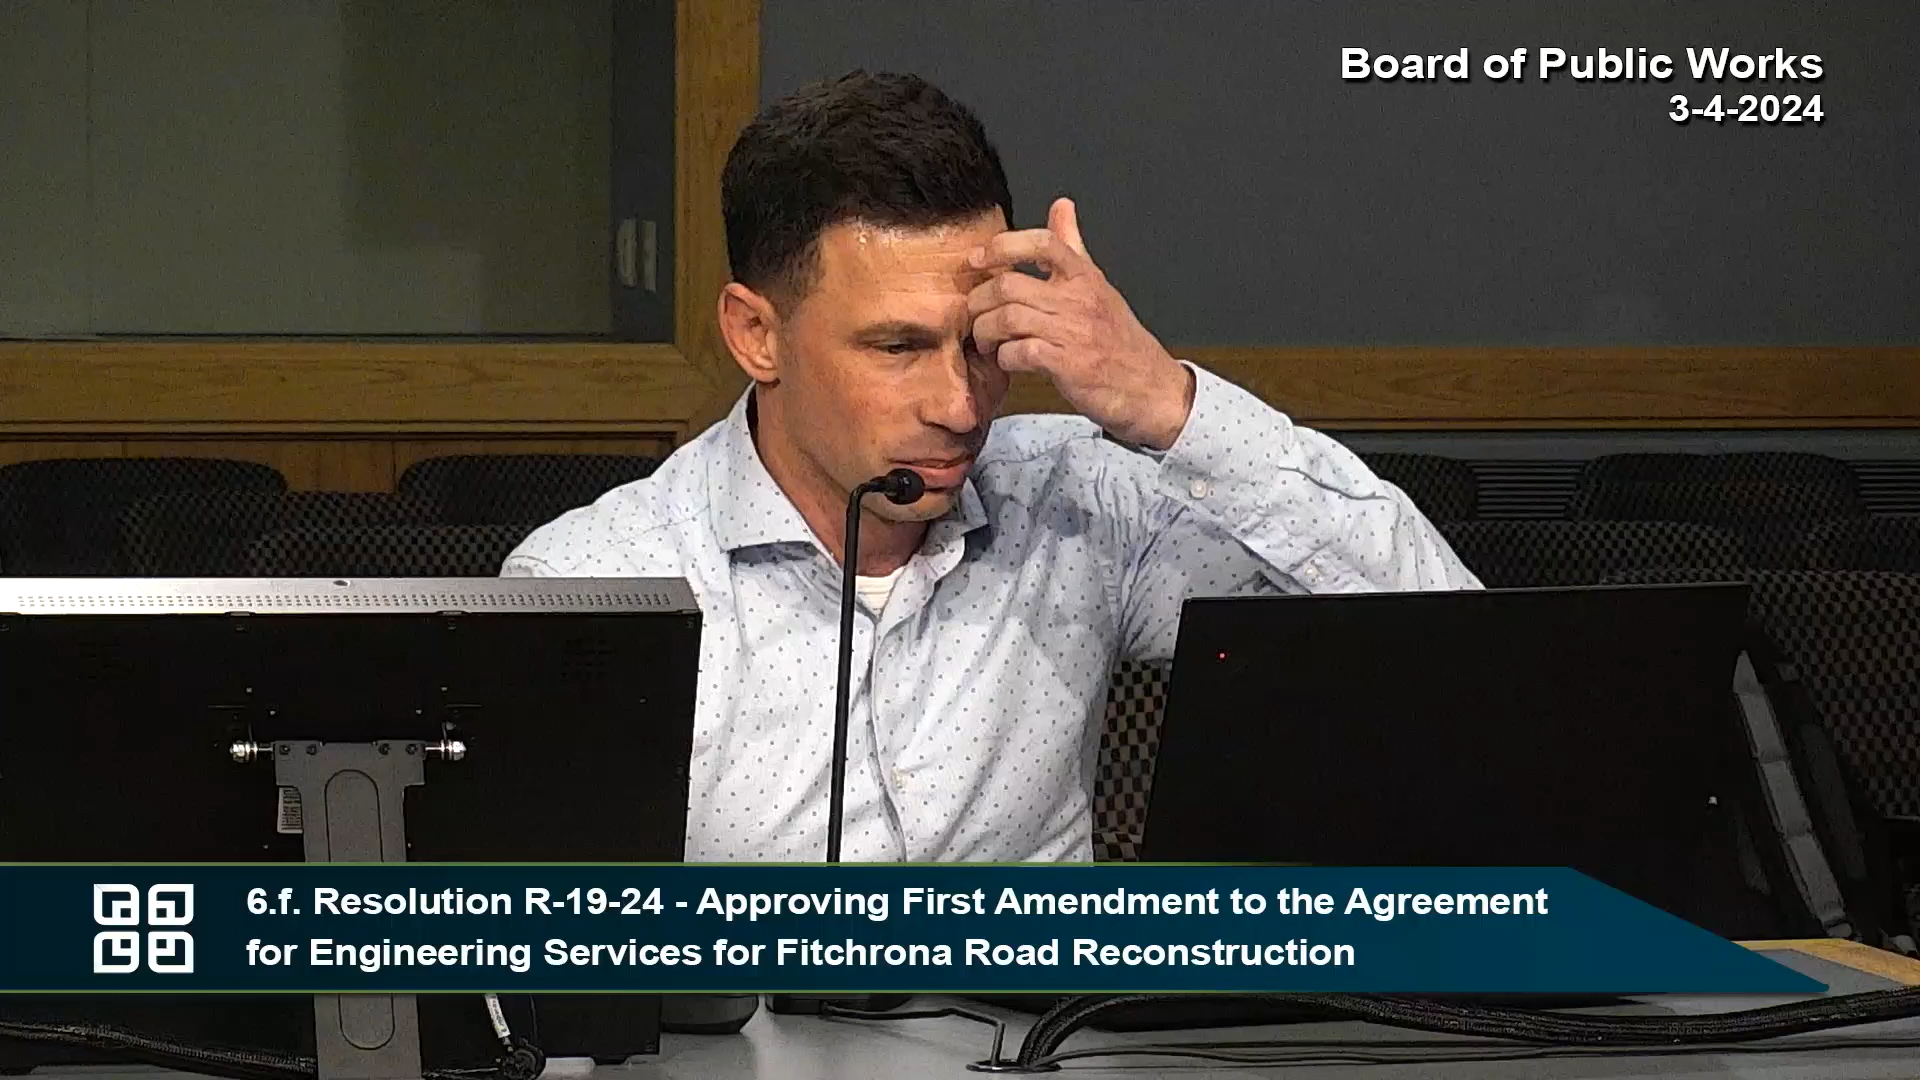 Board of Public Works
3-4-2024
6.f. Resolution R-19-24 - Approving First Amendment to the Agreement
for Engineering Services for Fitchrona Road Reconstruction